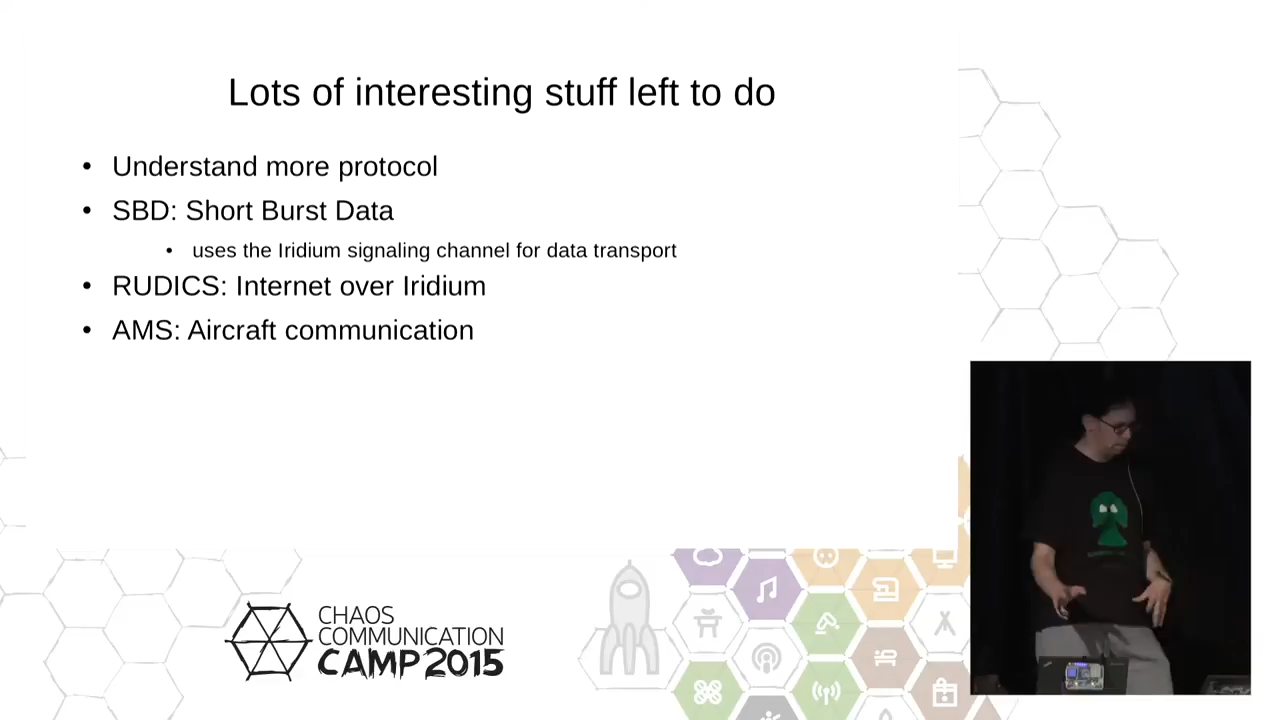 Lots of interesting stuff left to do
• Understand more protocol
• SBD: Short Burst Data
• uses the Iridium signaling channel for data transport
• RUDICS: Internet over Iridium
• AMS: Aircraft communication
CHAOS
COMMUNICATION
CAMP 2015